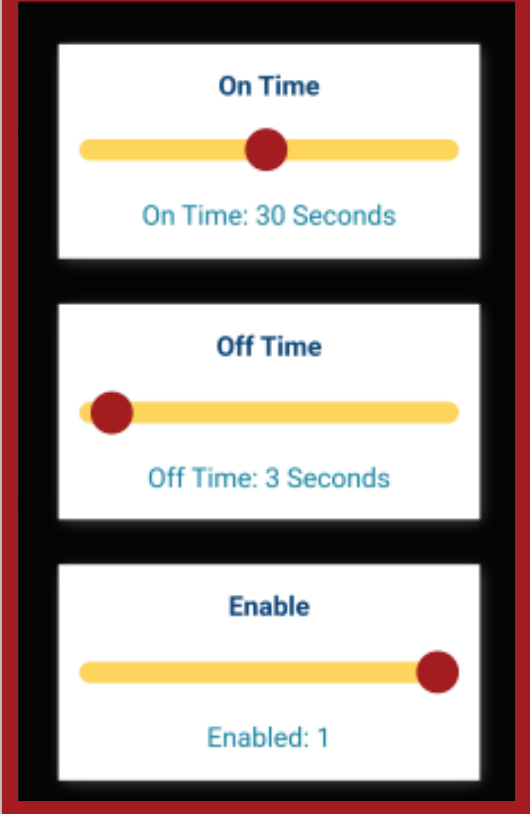 On Time
On Time: 30 Seconds
Off Time
Off Time: 3 Seconds
Enable
Enabled: 1